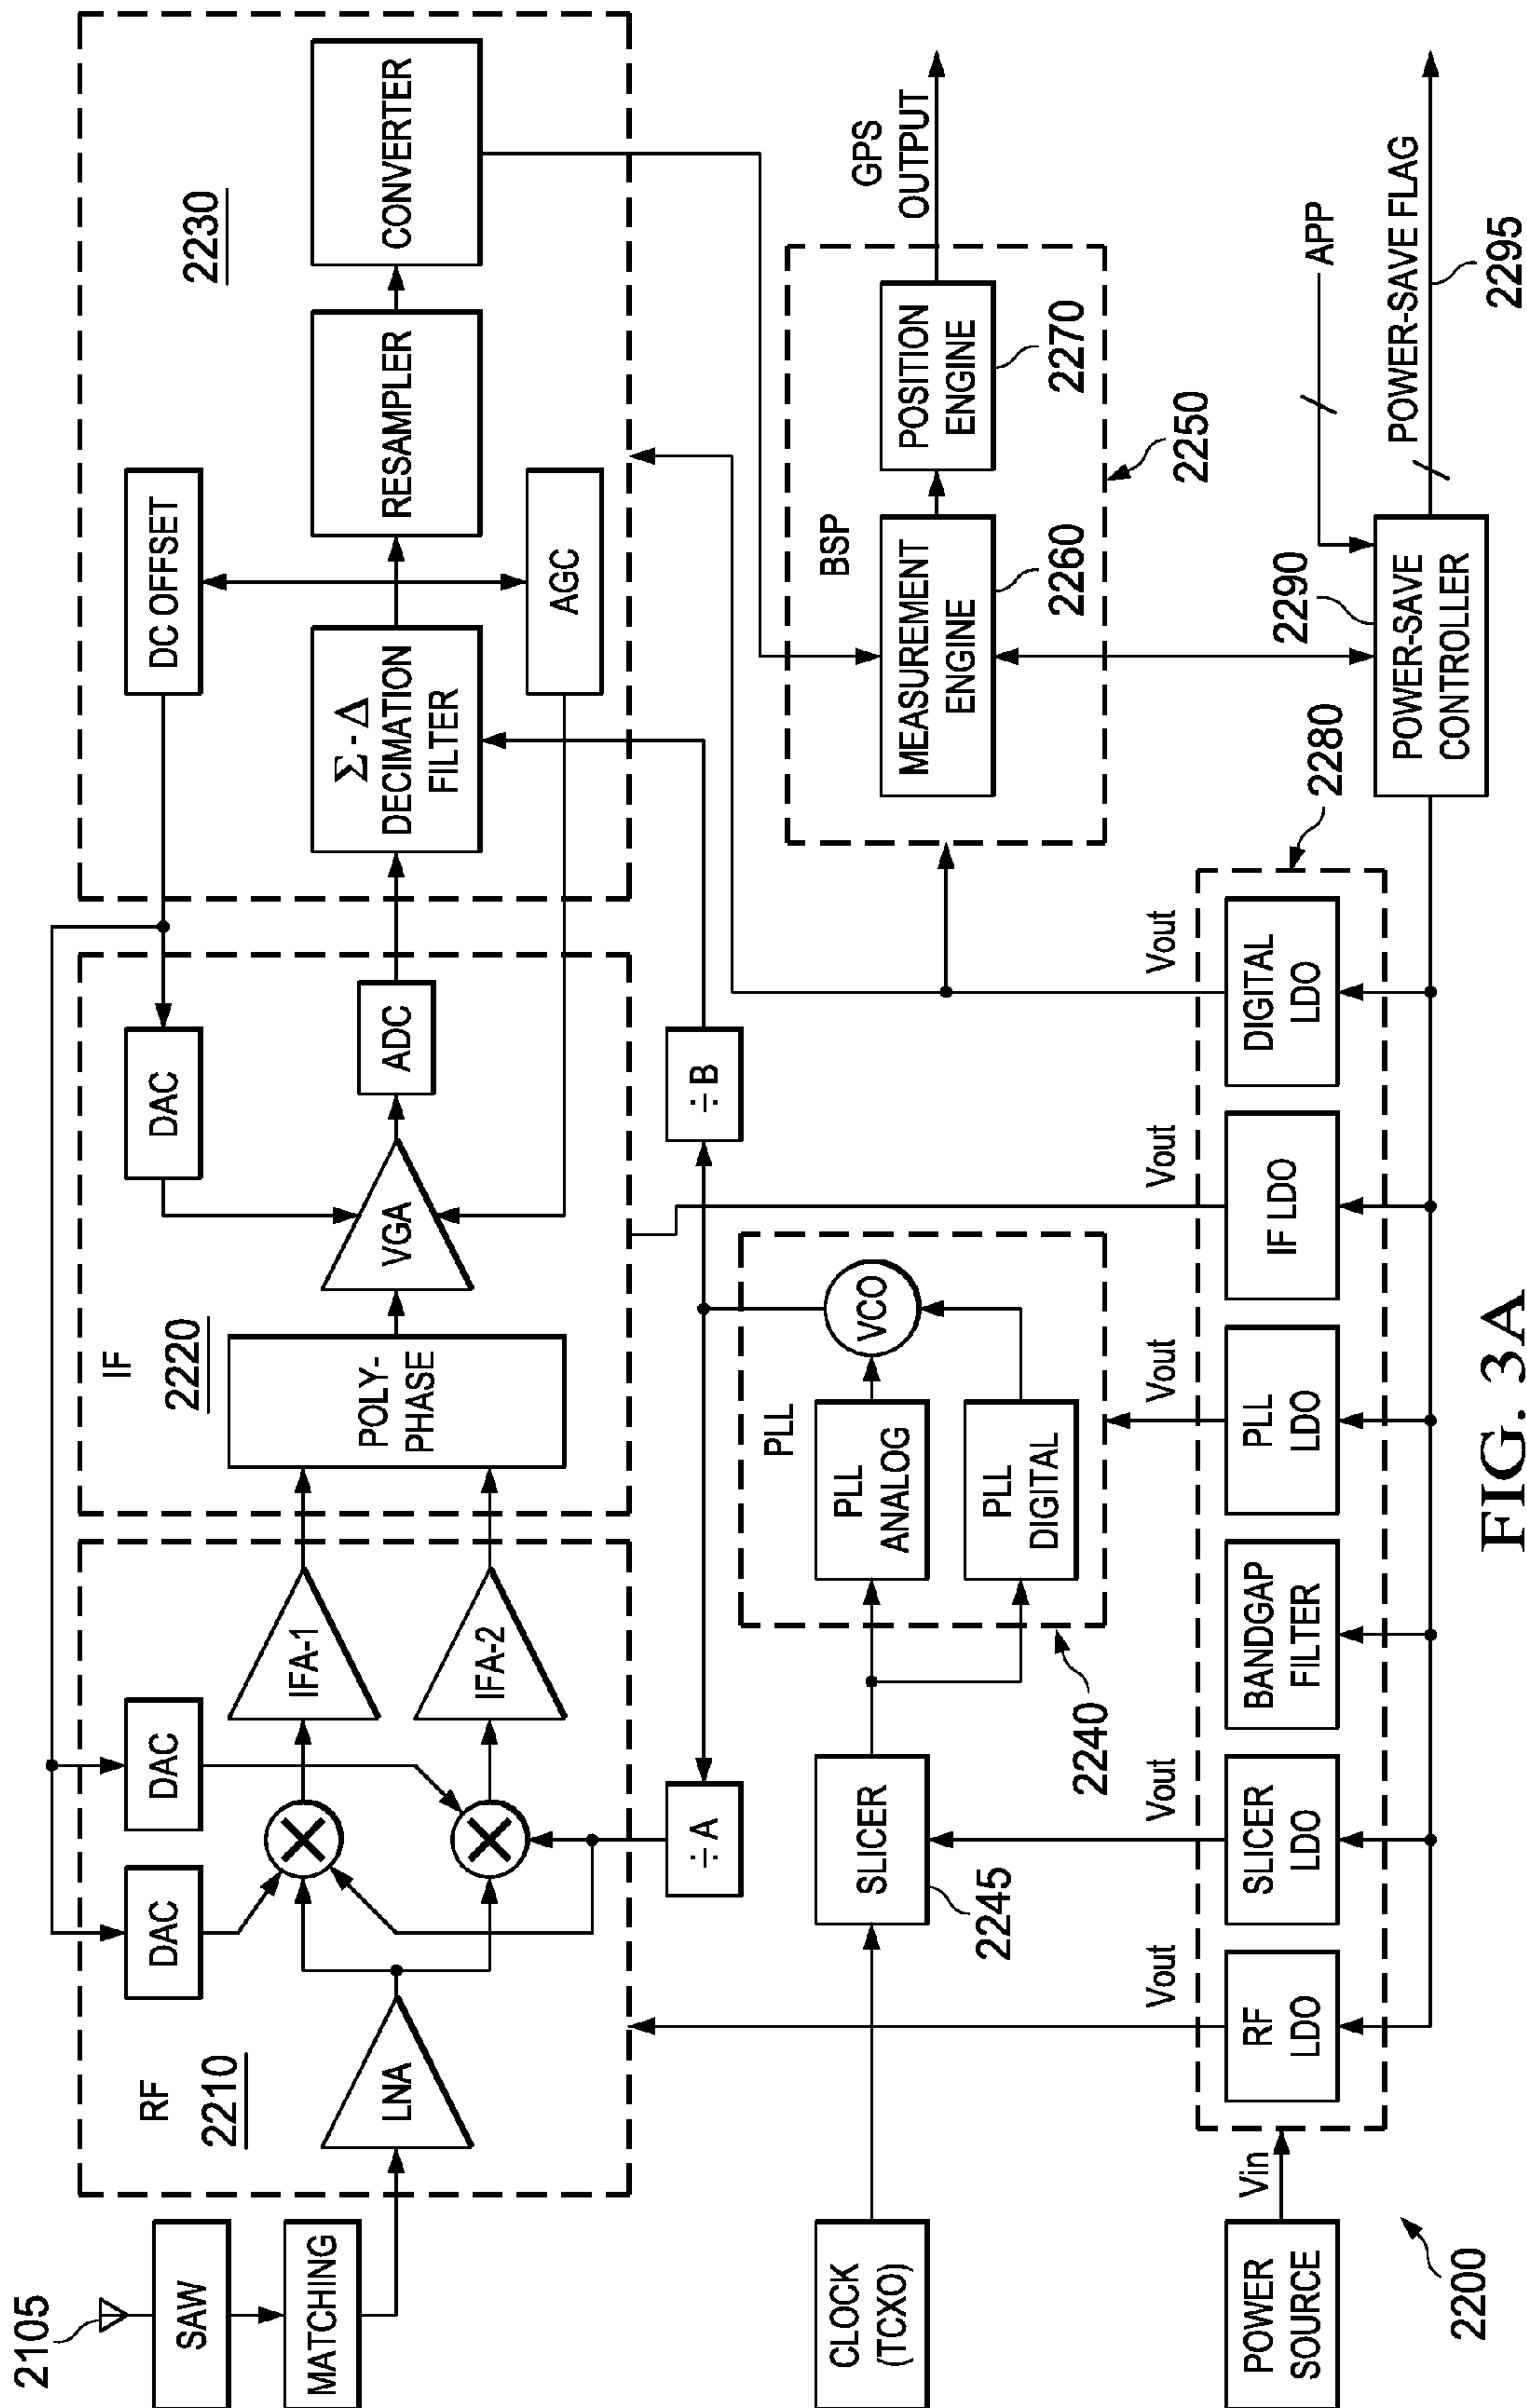 2105
SAW
MATCHING
RF
2210
LNA
DAC
DAC
IFA-1
IFA-2
÷ A
IF
2220
POLY-
PHASE
DAC
VGA
ADC
÷ B
2230
DC OFFSET
Σ - Δ
DECIMATION
FILTER
AGC
RESAMPLER
CONVERTER
CLOCK
(TCXO)
SLICER
2245
2240
PLL
PLL
ANALOG
PLL
DIGITAL
VCO
BSP
MEASUREMENT
ENGINE
2260
POSITION
ENGINE
2270
2250
GPS
OUTPUT
POWER
SOURCE
Vin
RF
LDO
Vout
SLICER
LDO
Vout
BANDGAP
FILTER
PLL
LDO
Vout
IF LDO
Vout
DIGITAL
LDO
Vout
2280
2290
POWER-SAVE
CONTROLLER
APP
POWER-SAVE FLAG
2295
2200
FIG. 3A